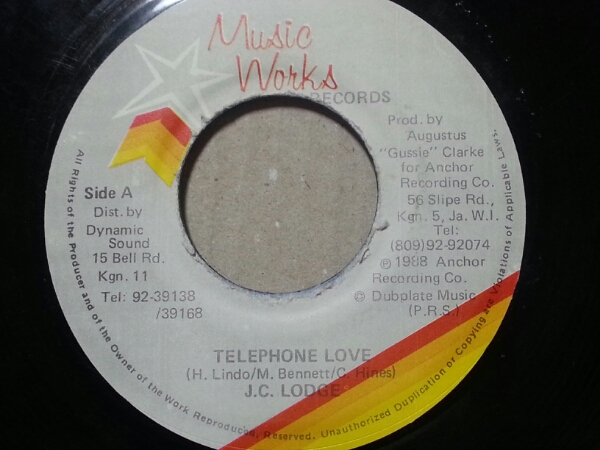 Music
Works
RECORDS
Prod. by
Augustus
"Gussie" Clarke
for Anchor
Recording Co.
56 Slipe Rd.,
Kgn. 5, Ja. W.I.
Tel:
(809)92-92074
℗ 1988 Anchor
Recording Co.
© Dubplate Music
(P.R.S.)
Side A
Dist. by
Dynamic
Sound
15 Bell Rd.
Kgn. 11
Tel: 92-39138
/39168
TELEPHONE LOVE
(H. Lindo/M. Bennett/C. Hines)
J.C. LODGE
All Rights of the Producer and of the Owner of the Work Reproduced, Reserved. Unauthorized Duplication or Copying are Violations of Applicable Laws.